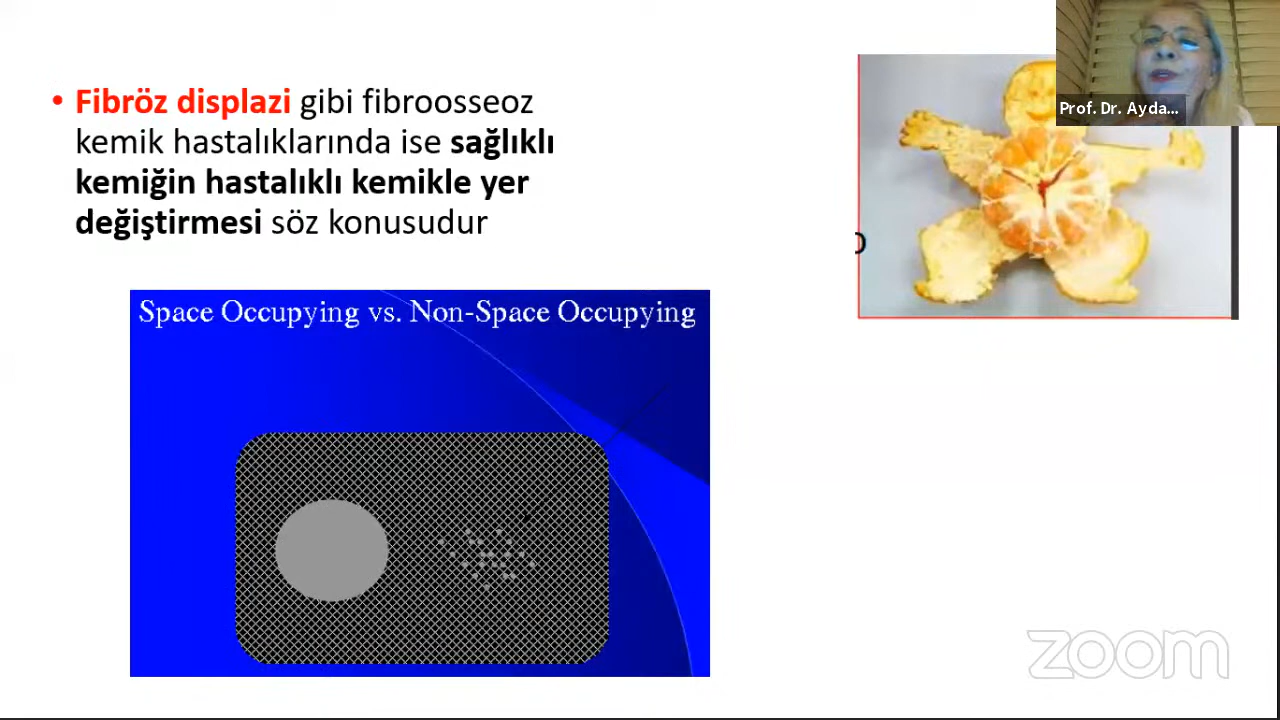 • Fibröz displazi gibi fibroosseoz
kemik hastalıklarında ise sağlıklı
kemiğin hastalıklı kemikle yer
değiştirmesi söz konusudur
Prof. Dr. Ayda...
Space Occupying vs. Non-Space Occupying
zoom